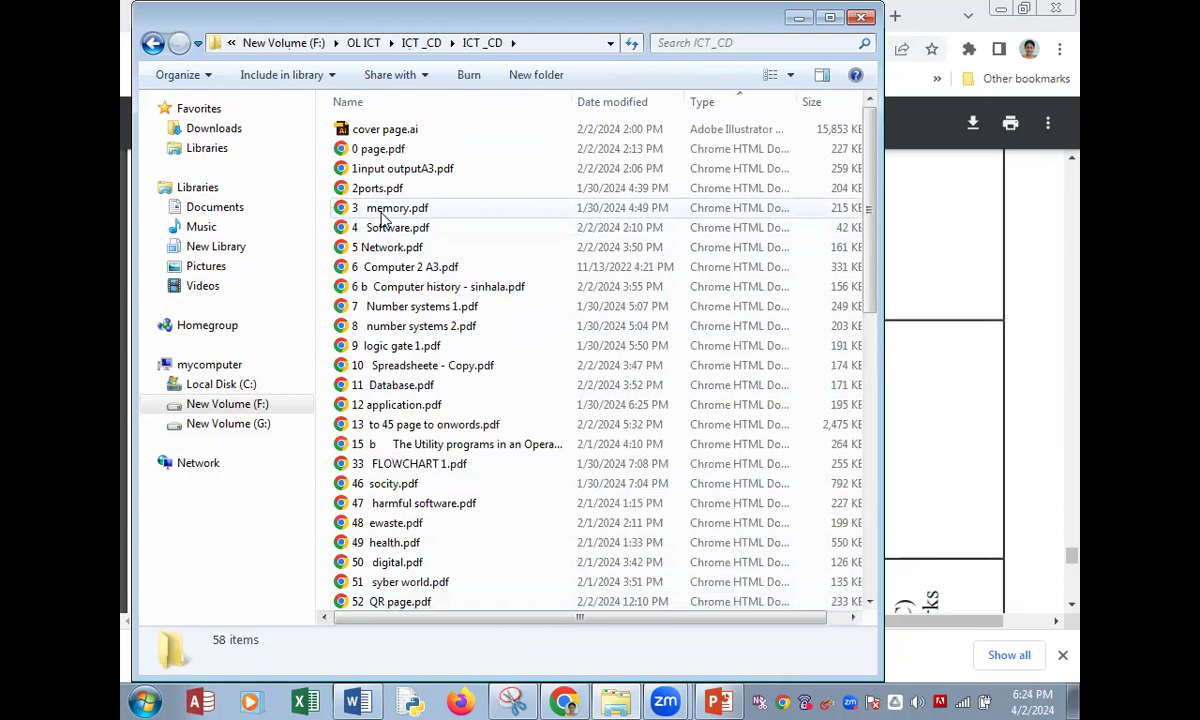 « New Volume (F:) ▸ OL ICT ▸ ICT _CD ▸ ICT _CD ▸ Search ICT_CD
Organize Include in library Share with Burn New folder
Other bookmarks
Favorites
Downloads
Libraries
Libraries
Documents
Music
New Library
Pictures
Videos
Homegroup
mycomputer
Local Disk (C:)
New Volume (F:)
New Volume (G:)
Network
Name Date modified Type Size
cover page.ai 2/2/2024 2:00 PM Adobe Illustrator ... 15,853 KB
0 page.pdf 2/2/2024 2:13 PM Chrome HTML Do... 227 KB
1input outputA3.pdf 2/2/2024 2:06 PM Chrome HTML Do... 259 KB
2ports.pdf 1/30/2024 4:39 PM Chrome HTML Do... 204 KB
3 memory.pdf 1/30/2024 4:49 PM Chrome HTML Do... 215 KB
4 Software.pdf 2/2/2024 2:10 PM Chrome HTML Do... 42 KB
5 Network.pdf 2/2/2024 3:50 PM Chrome HTML Do... 161 KB
6 Computer 2 A3.pdf 11/13/2022 4:21 PM Chrome HTML Do... 331 KB
6 b Computer history - sinhala.pdf 2/2/2024 3:55 PM Chrome HTML Do... 156 KB
7 Number systems 1.pdf 1/30/2024 5:07 PM Chrome HTML Do... 249 KB
8 number systems 2.pdf 1/30/2024 5:04 PM Chrome HTML Do... 203 KB
9 logic gate 1.pdf 1/30/2024 5:50 PM Chrome HTML Do... 191 KB
10 Spreadsheete - Copy.pdf 2/2/2024 3:47 PM Chrome HTML Do... 174 KB
11 Database.pdf 2/2/2024 3:52 PM Chrome HTML Do... 171 KB
12 application.pdf 1/30/2024 6:25 PM Chrome HTML Do... 195 KB
13 to 45 page to onwords.pdf 2/2/2024 5:32 PM Chrome HTML Do... 2,475 KB
15 b The Utility programs in an Opera... 2/1/2024 4:10 PM Chrome HTML Do... 264 KB
33 FLOWCHART 1.pdf 1/30/2024 7:08 PM Chrome HTML Do... 255 KB
46 socity.pdf 1/30/2024 7:04 PM Chrome HTML Do... 792 KB
47 harmful software.pdf 2/1/2024 1:15 PM Chrome HTML Do... 227 KB
48 ewaste.pdf 2/1/2024 2:11 PM Chrome HTML Do... 199 KB
49 health.pdf 2/1/2024 1:33 PM Chrome HTML Do... 550 KB
50 digital.pdf 2/1/2024 3:42 PM Chrome HTML Do... 126 KB
51 syber world.pdf 2/1/2024 3:51 PM Chrome HTML Do... 135 KB
52 QR page.pdf 2/2/2024 12:10 PM Chrome HTML Do... 233 KB
58 items
Show all
6:24 PM
4/2/2024